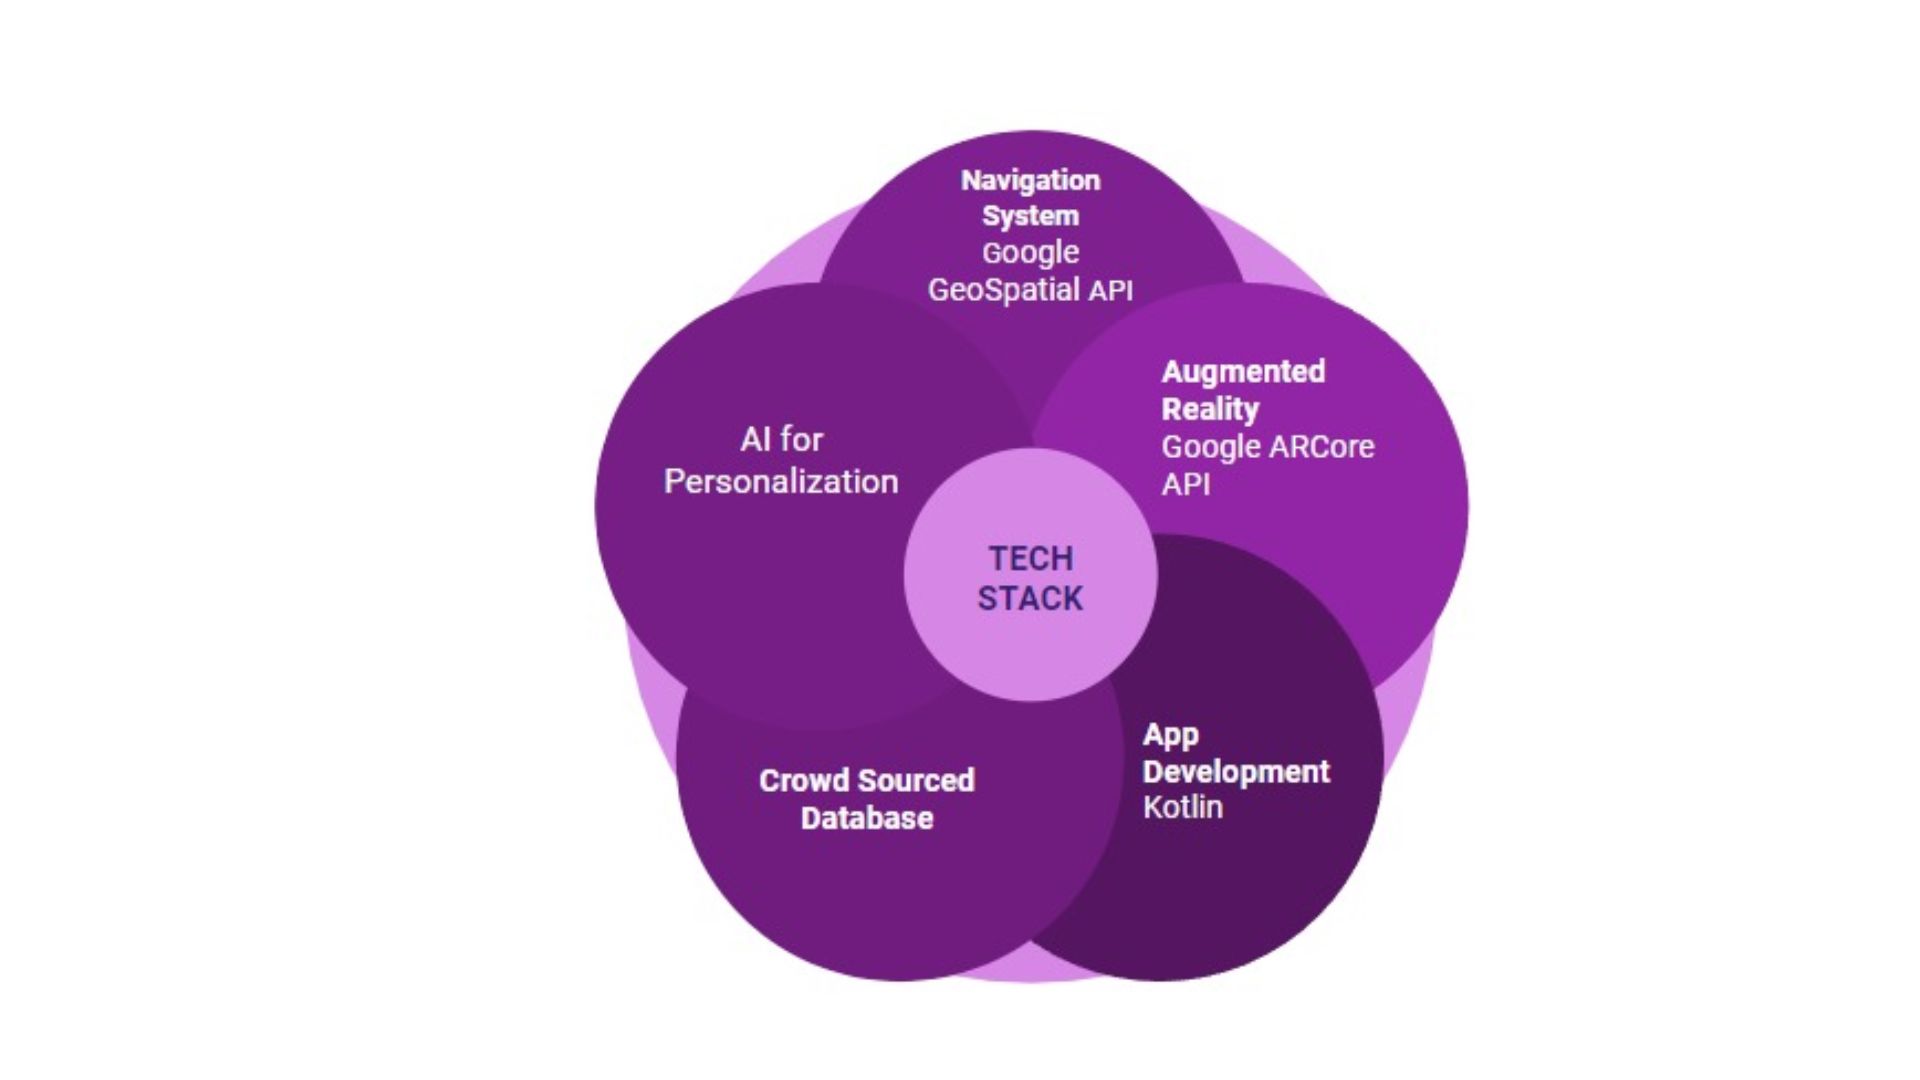 Navigation
System
Google
GeoSpatial API
Augmented
Reality
Google ARCore
API
AI for
Personalization
TECH
STACK
App
Development
Kotlin
Crowd Sourced
Database